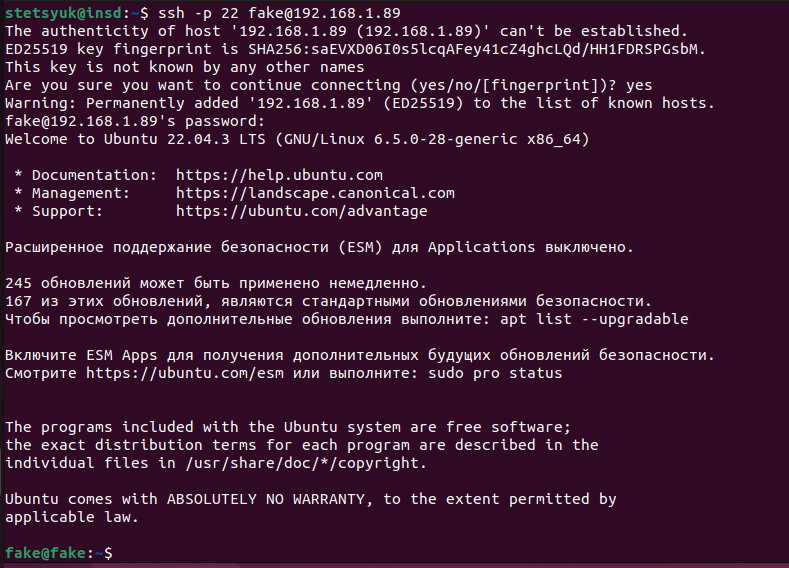 stetsyuk@insd:~$ ssh -p 22 fake@192.168.1.89
The authenticity of host '192.168.1.89 (192.168.1.89)' can't be established.
ED25519 key fingerprint is SHA256:saEVXD06I0s5lcqAFey41cZ4ghcLQd/HH1FDRSPGsbM.
This key is not known by any other names
Are you sure you want to continue connecting (yes/no/[fingerprint])? yes
Warning: Permanently added '192.168.1.89' (ED25519) to the list of known hosts.
fake@192.168.1.89's password:
Welcome to Ubuntu 22.04.3 LTS (GNU/Linux 6.5.0-28-generic x86_64)
 * Documentation:  https://help.ubuntu.com
 * Management:     https://landscape.canonical.com
 * Support:        https://ubuntu.com/advantage
Расширенное поддержание безопасности (ESM) для Applications выключено.
245 обновлений может быть применено немедленно.
167 из этих обновлений, являются стандартными обновлениями безопасности.
Чтобы просмотреть дополнительные обновления выполните: apt list --upgradable
Включите ESM Apps для получения дополнительных будущих обновлений безопасности.
Смотрите https://ubuntu.com/esm или выполните: sudo pro status
The programs included with the Ubuntu system are free software;
the exact distribution terms for each program are described in the
individual files in /usr/share/doc/*/copyright.
Ubuntu comes with ABSOLUTELY NO WARRANTY, to the extent permitted by
applicable law.
fake@fake:~$